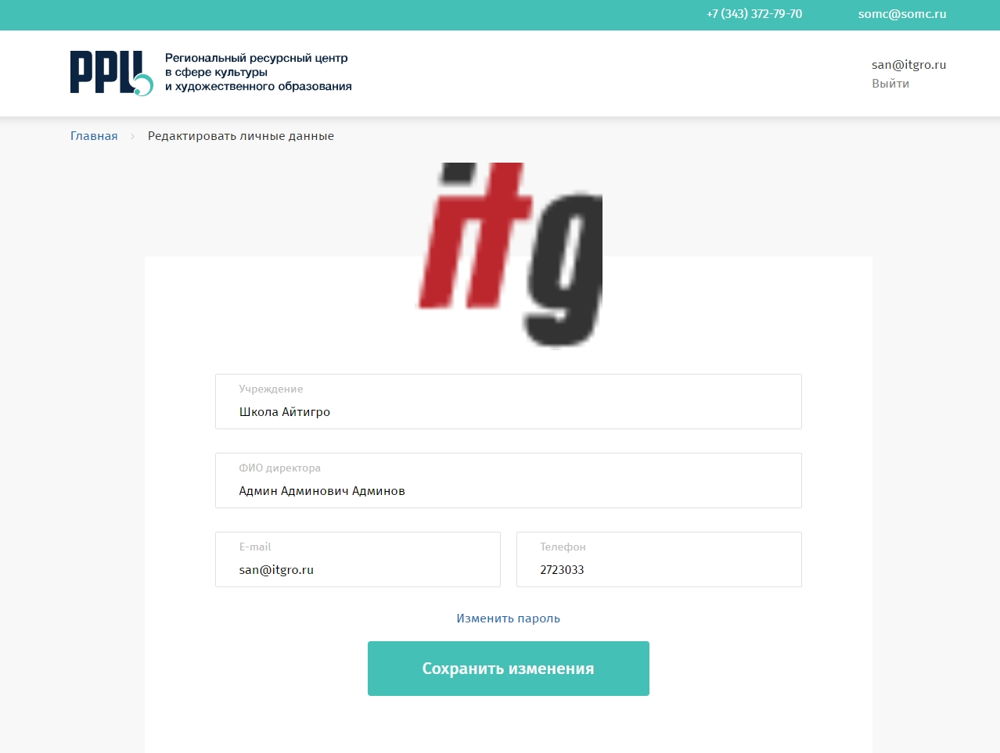 +7 (343) 372-79-70
somc@somc.ru
РРЦ
Региональный ресурсный центр
в сфере культуры
и художественного образования
san@itgro.ru
Выйти
Главная
Редактировать личные данные
itg
Учреждение
Школа Айтигро
ФИО директора
Админ Админович Админов
E-mail
san@itgro.ru
Телефон
2723033
Изменить пароль
Сохранить изменения